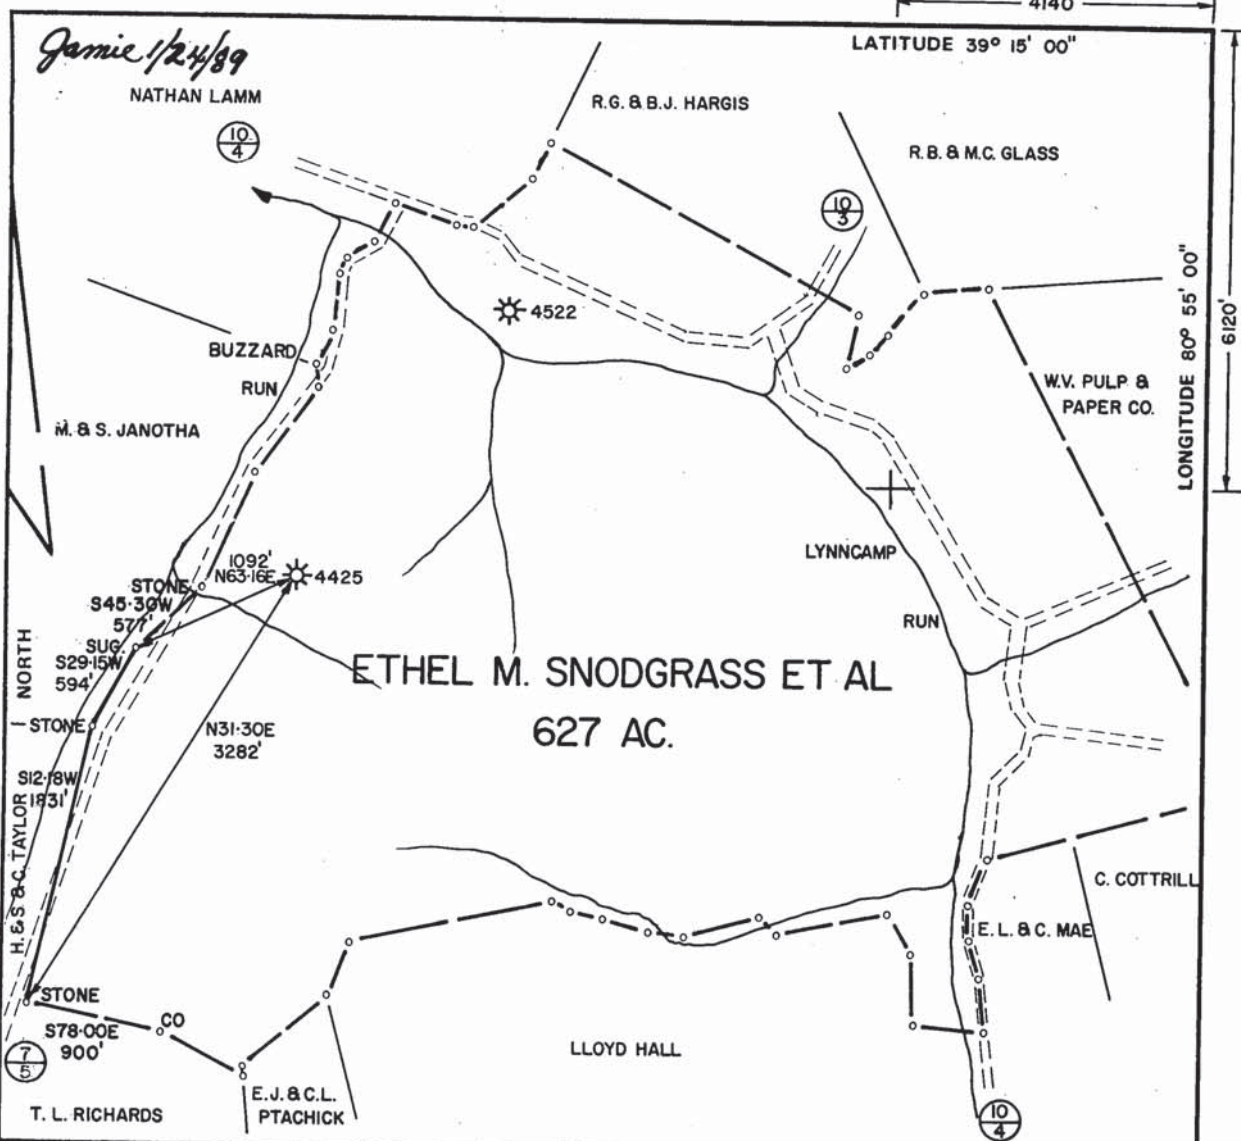 4140'
LATITUDE 39° 15' 00"
Jamie 1/24/89
NATHAN LAMM
R.G. & B.J. HARGIS
10
4
R.B. & M.C. GLASS
10
3
LONGITUDE 80° 55' 00"
6120'
4522
BUZZARD
RUN
W.V. PULP &
PAPER CO.
M. & S. JANOTHA
LYNNCAMP
RUN
1092'
N63·16E
4425
STONE
S45·30W
577'
SUG.
S29·15W
594'
NORTH
STONE
ETHEL M. SNODGRASS ET AL
627 AC.
N31·30E
3282'
S12·18W
1831'
H. & S. & C. TAYLOR
C. COTTRILL
E. L. & C. MAE
STONE
CO
S78·00E
900'
7
5
LLOYD HALL
E.J. & C.L.
PTACHICK
T. L. RICHARDS
10
4